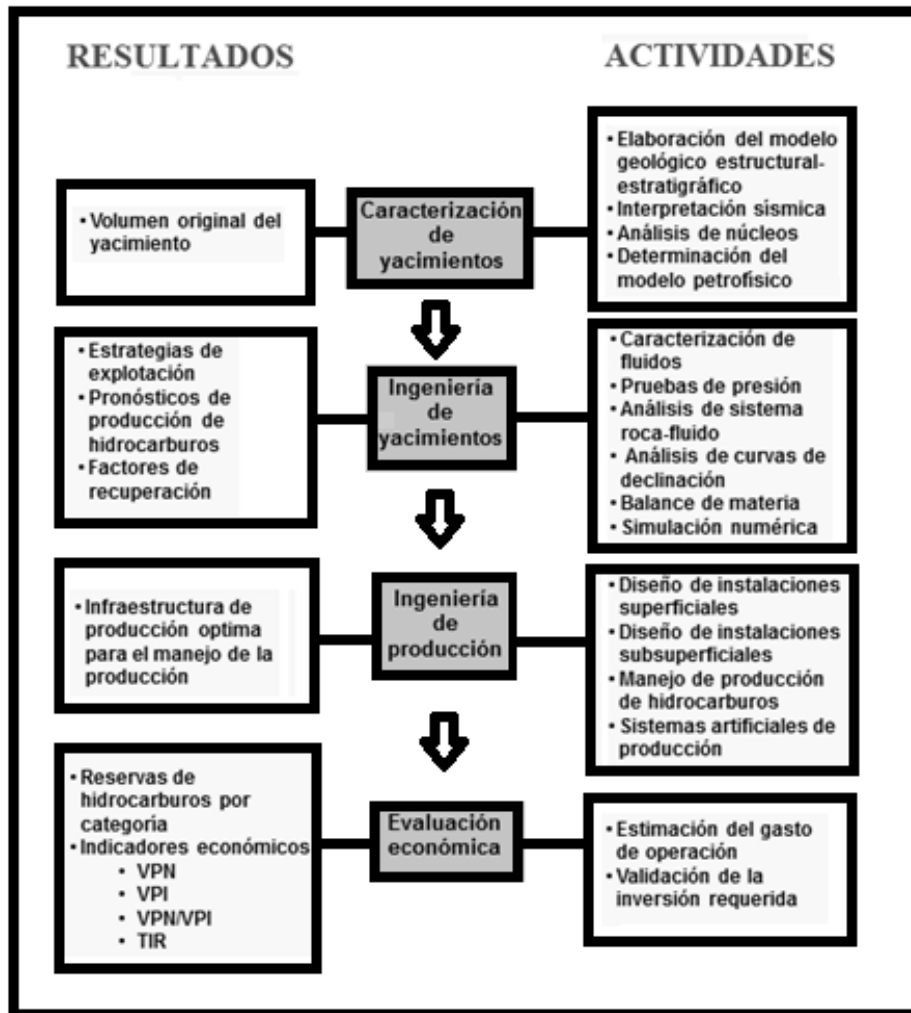 RESULTADOS
ACTIVIDADES
• Volumen original del
yacimiento
Caracterización
de
yacimientos
• Elaboración del modelo
geológico estructural-
estratigráfico
• Interpretación sísmica
• Análisis de núcleos
• Determinación del
modelo petrofísico
• Estrategias de
explotación
• Pronósticos de
producción de
hidrocarburos
• Factores de
recuperación
Ingeniería
de
yacimientos
• Caracterización de
fluidos
• Pruebas de presión
• Análisis de sistema
roca-fluido
• Análisis de curvas de
declinación
• Balance de materia
• Simulación numérica
• Infraestructura de
producción optima
para el manejo de la
producción
Ingeniería
de
producción
• Diseño de instalaciones
superficiales
• Diseño de instalaciones
subsuperficiales
• Manejo de producción
de hidrocarburos
• Sistemas artificiales de
producción
• Reservas de
hidrocarburos por
categoría
• Indicadores económicos
• VPN
• VPI
• VPN/VPI
• TIR
Evaluación
económica
• Estimación del gasto
de operación
• Validación de la
inversión requerida